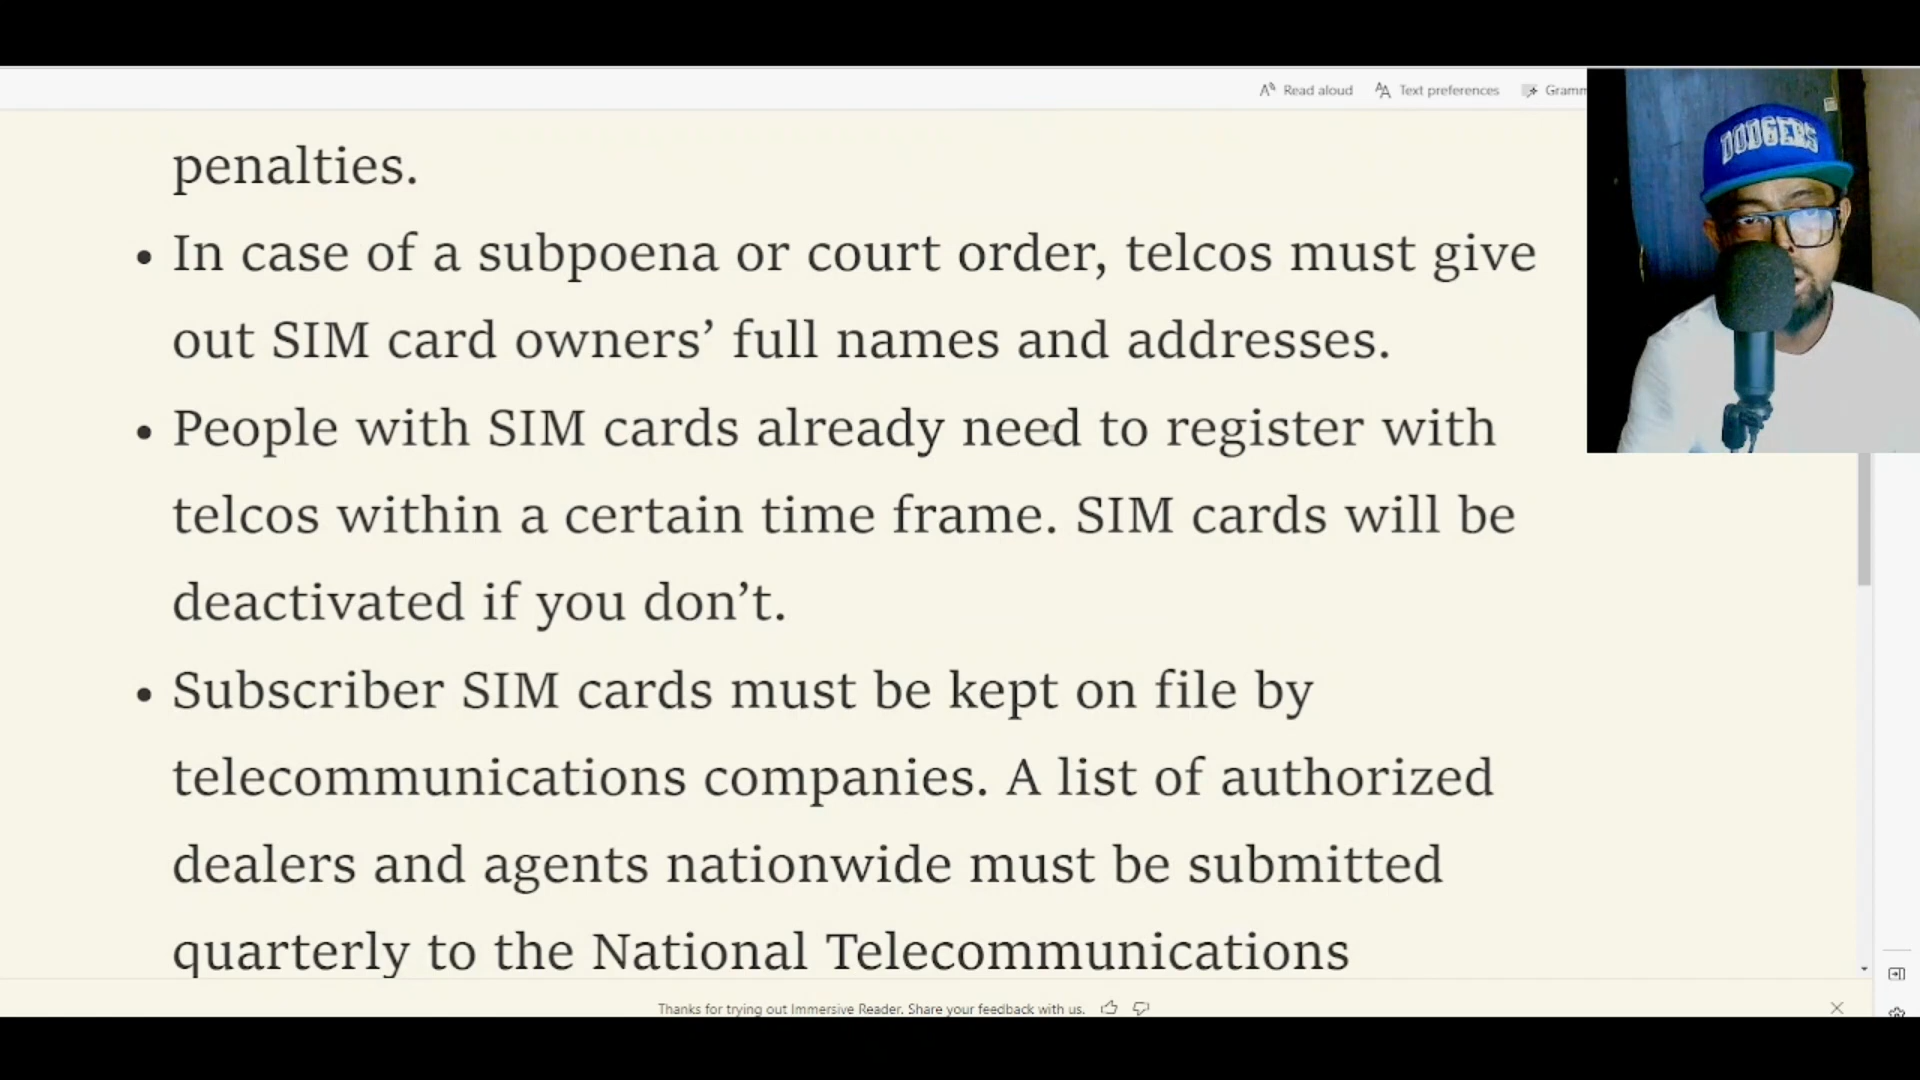 Read aloud Text preferences Gramm
DODGERS
penalties.
• In case of a subpoena or court order, telcos must give
out SIM card owners’ full names and addresses.
• People with SIM cards already need to register with
telcos within a certain time frame. SIM cards will be
deactivated if you don’t.
• Subscriber SIM cards must be kept on file by
telecommunications companies. A list of authorized
dealers and agents nationwide must be submitted
quarterly to the National Telecommunications
Thanks for trying out Immersive Reader. Share your feedback with us.